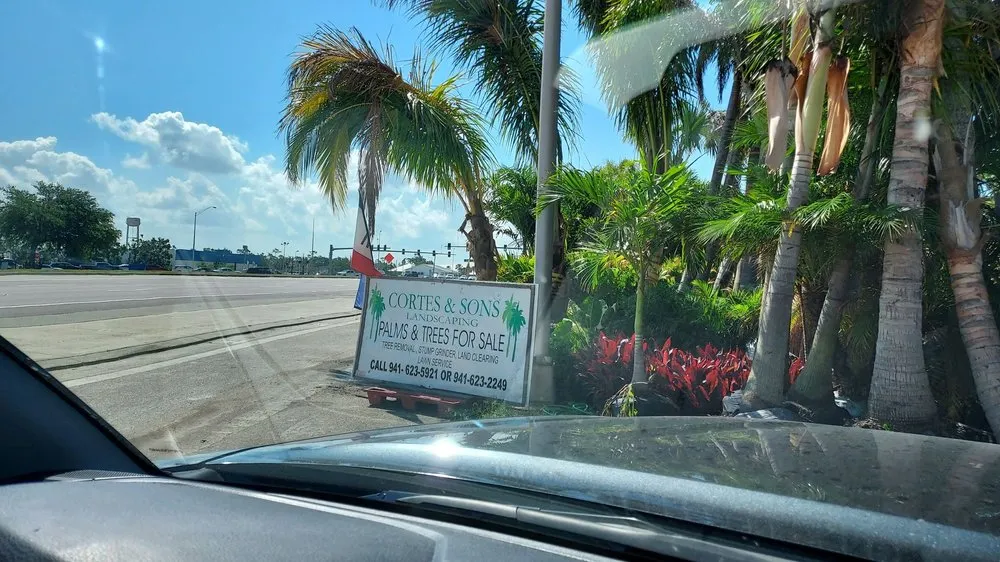 CORTES & SONS
LANDSCAPING
PALMS & TREES FOR SALE
TREE REMOVAL, STUMP GRINDER, LAND CLEARING
LAWN SERVICE
CALL 941-623-5921 OR 941-623-2249